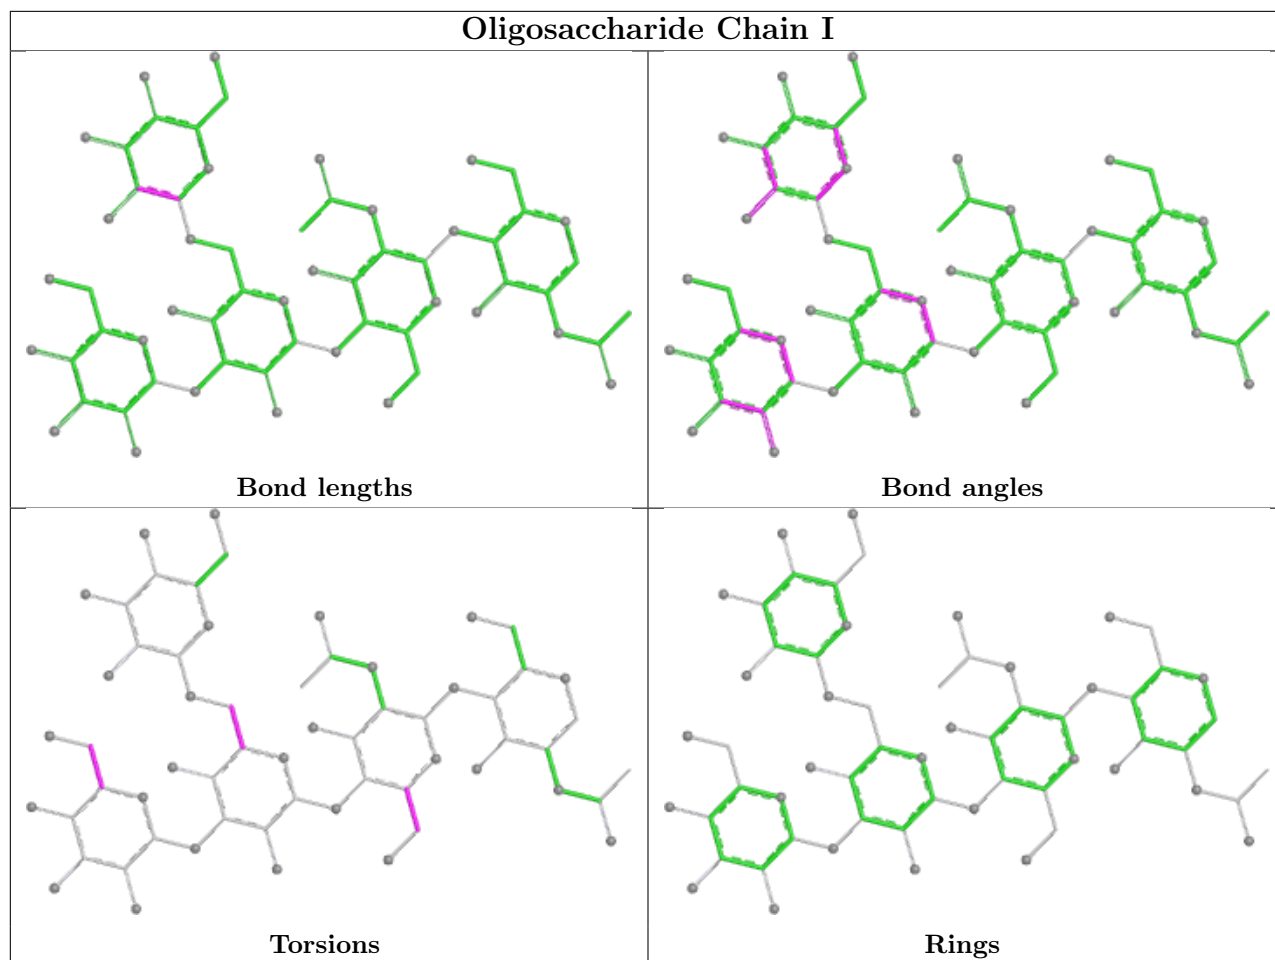 Oligosaccharide Chain I
Bond lengths
Bond angles
Torsions
Rings